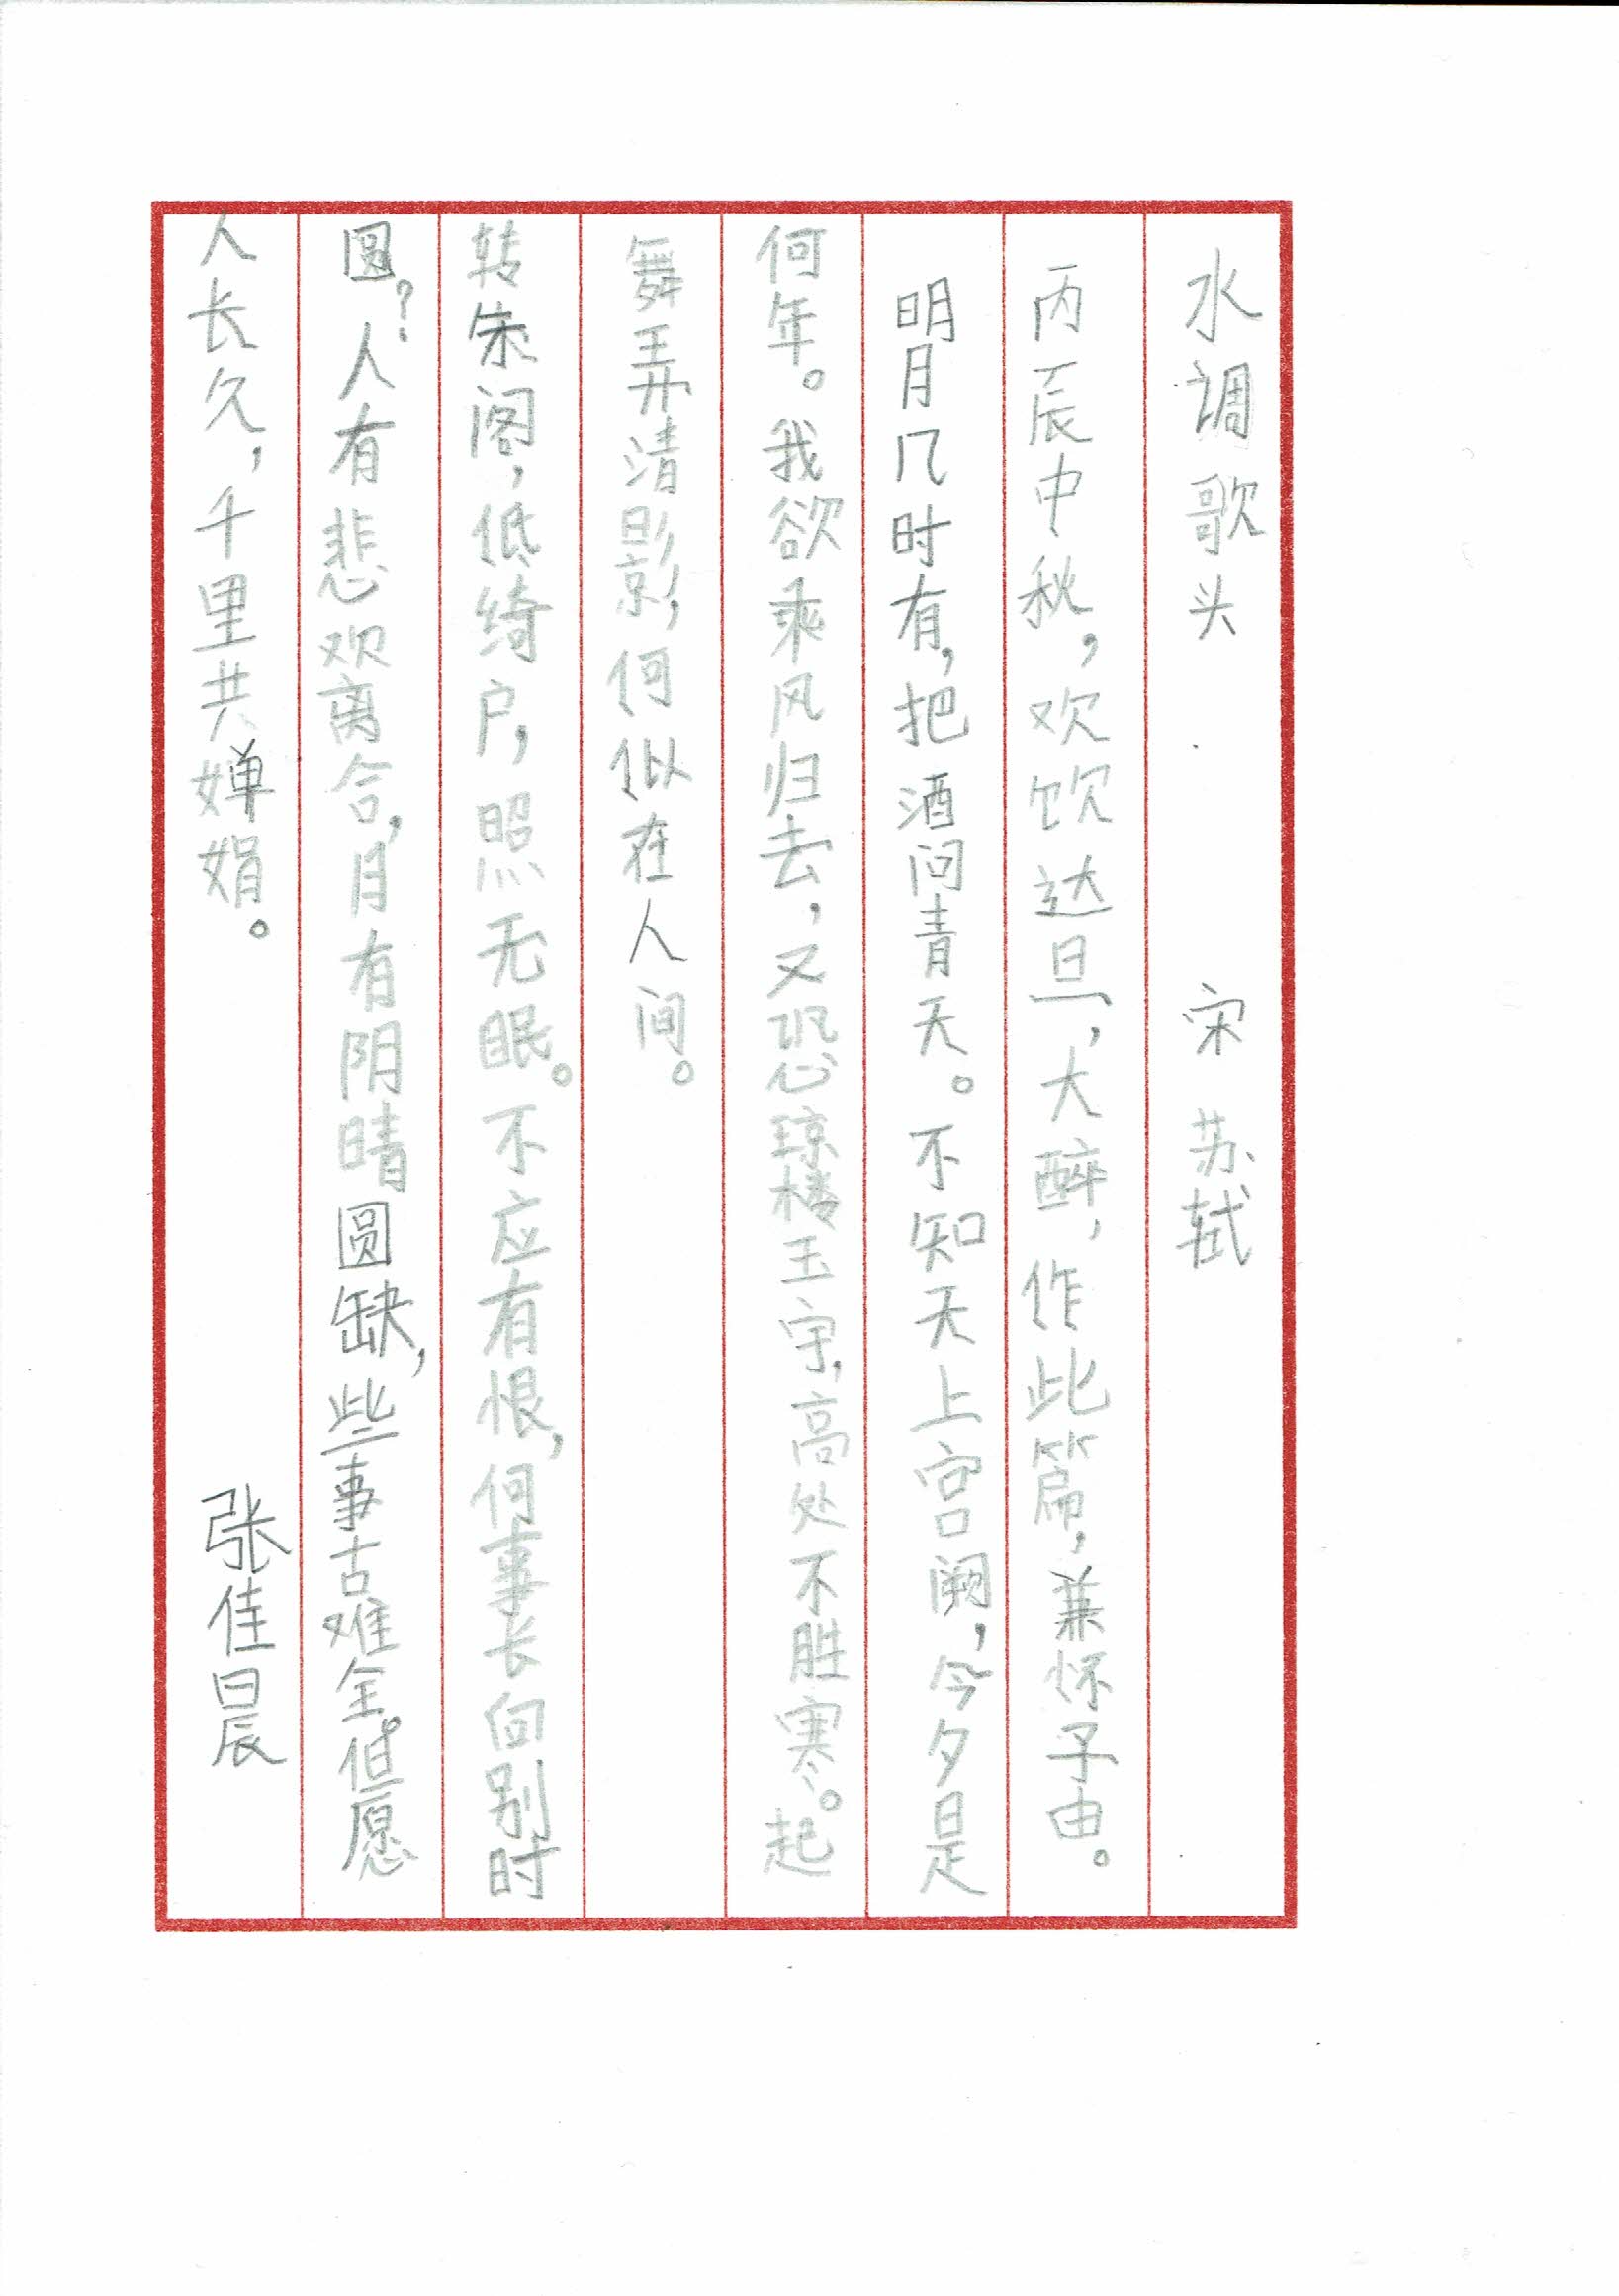 水调歌头 宋 苏轼
丙辰中秋，欢饮达旦，大醉，作此篇，兼怀子由。
明月几时有，把酒问青天。不知天上宫阙，今夕是
何年。我欲乘风归去，又恐琼楼玉宇，高处不胜寒。起
舞弄清影，何似在人间。
转朱阁，低绮户，照无眠。不应有恨，何事长向别时
圆？人有悲欢离合，月有阴晴圆缺，些事古难全。但愿
人长久，千里共婵娟。 张佳晨